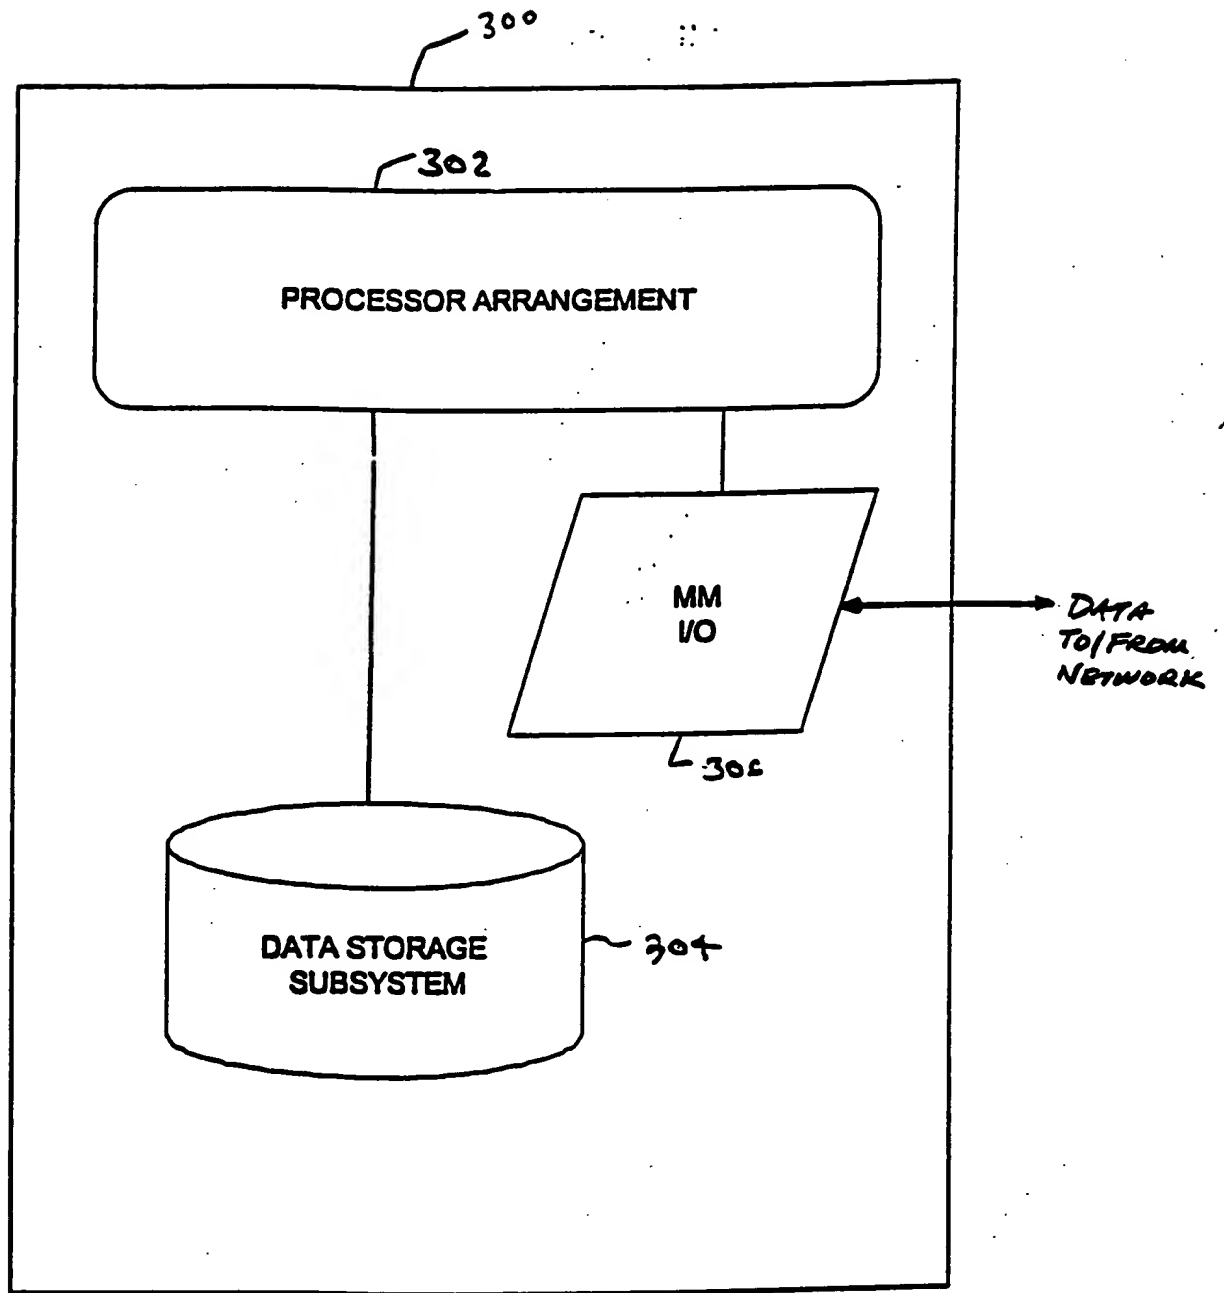 300
302
PROCESSOR ARRANGEMENT
MM
I/O
DATA
TO/FROM
NETWORK
306
DATA STORAGE
SUBSYSTEM
304